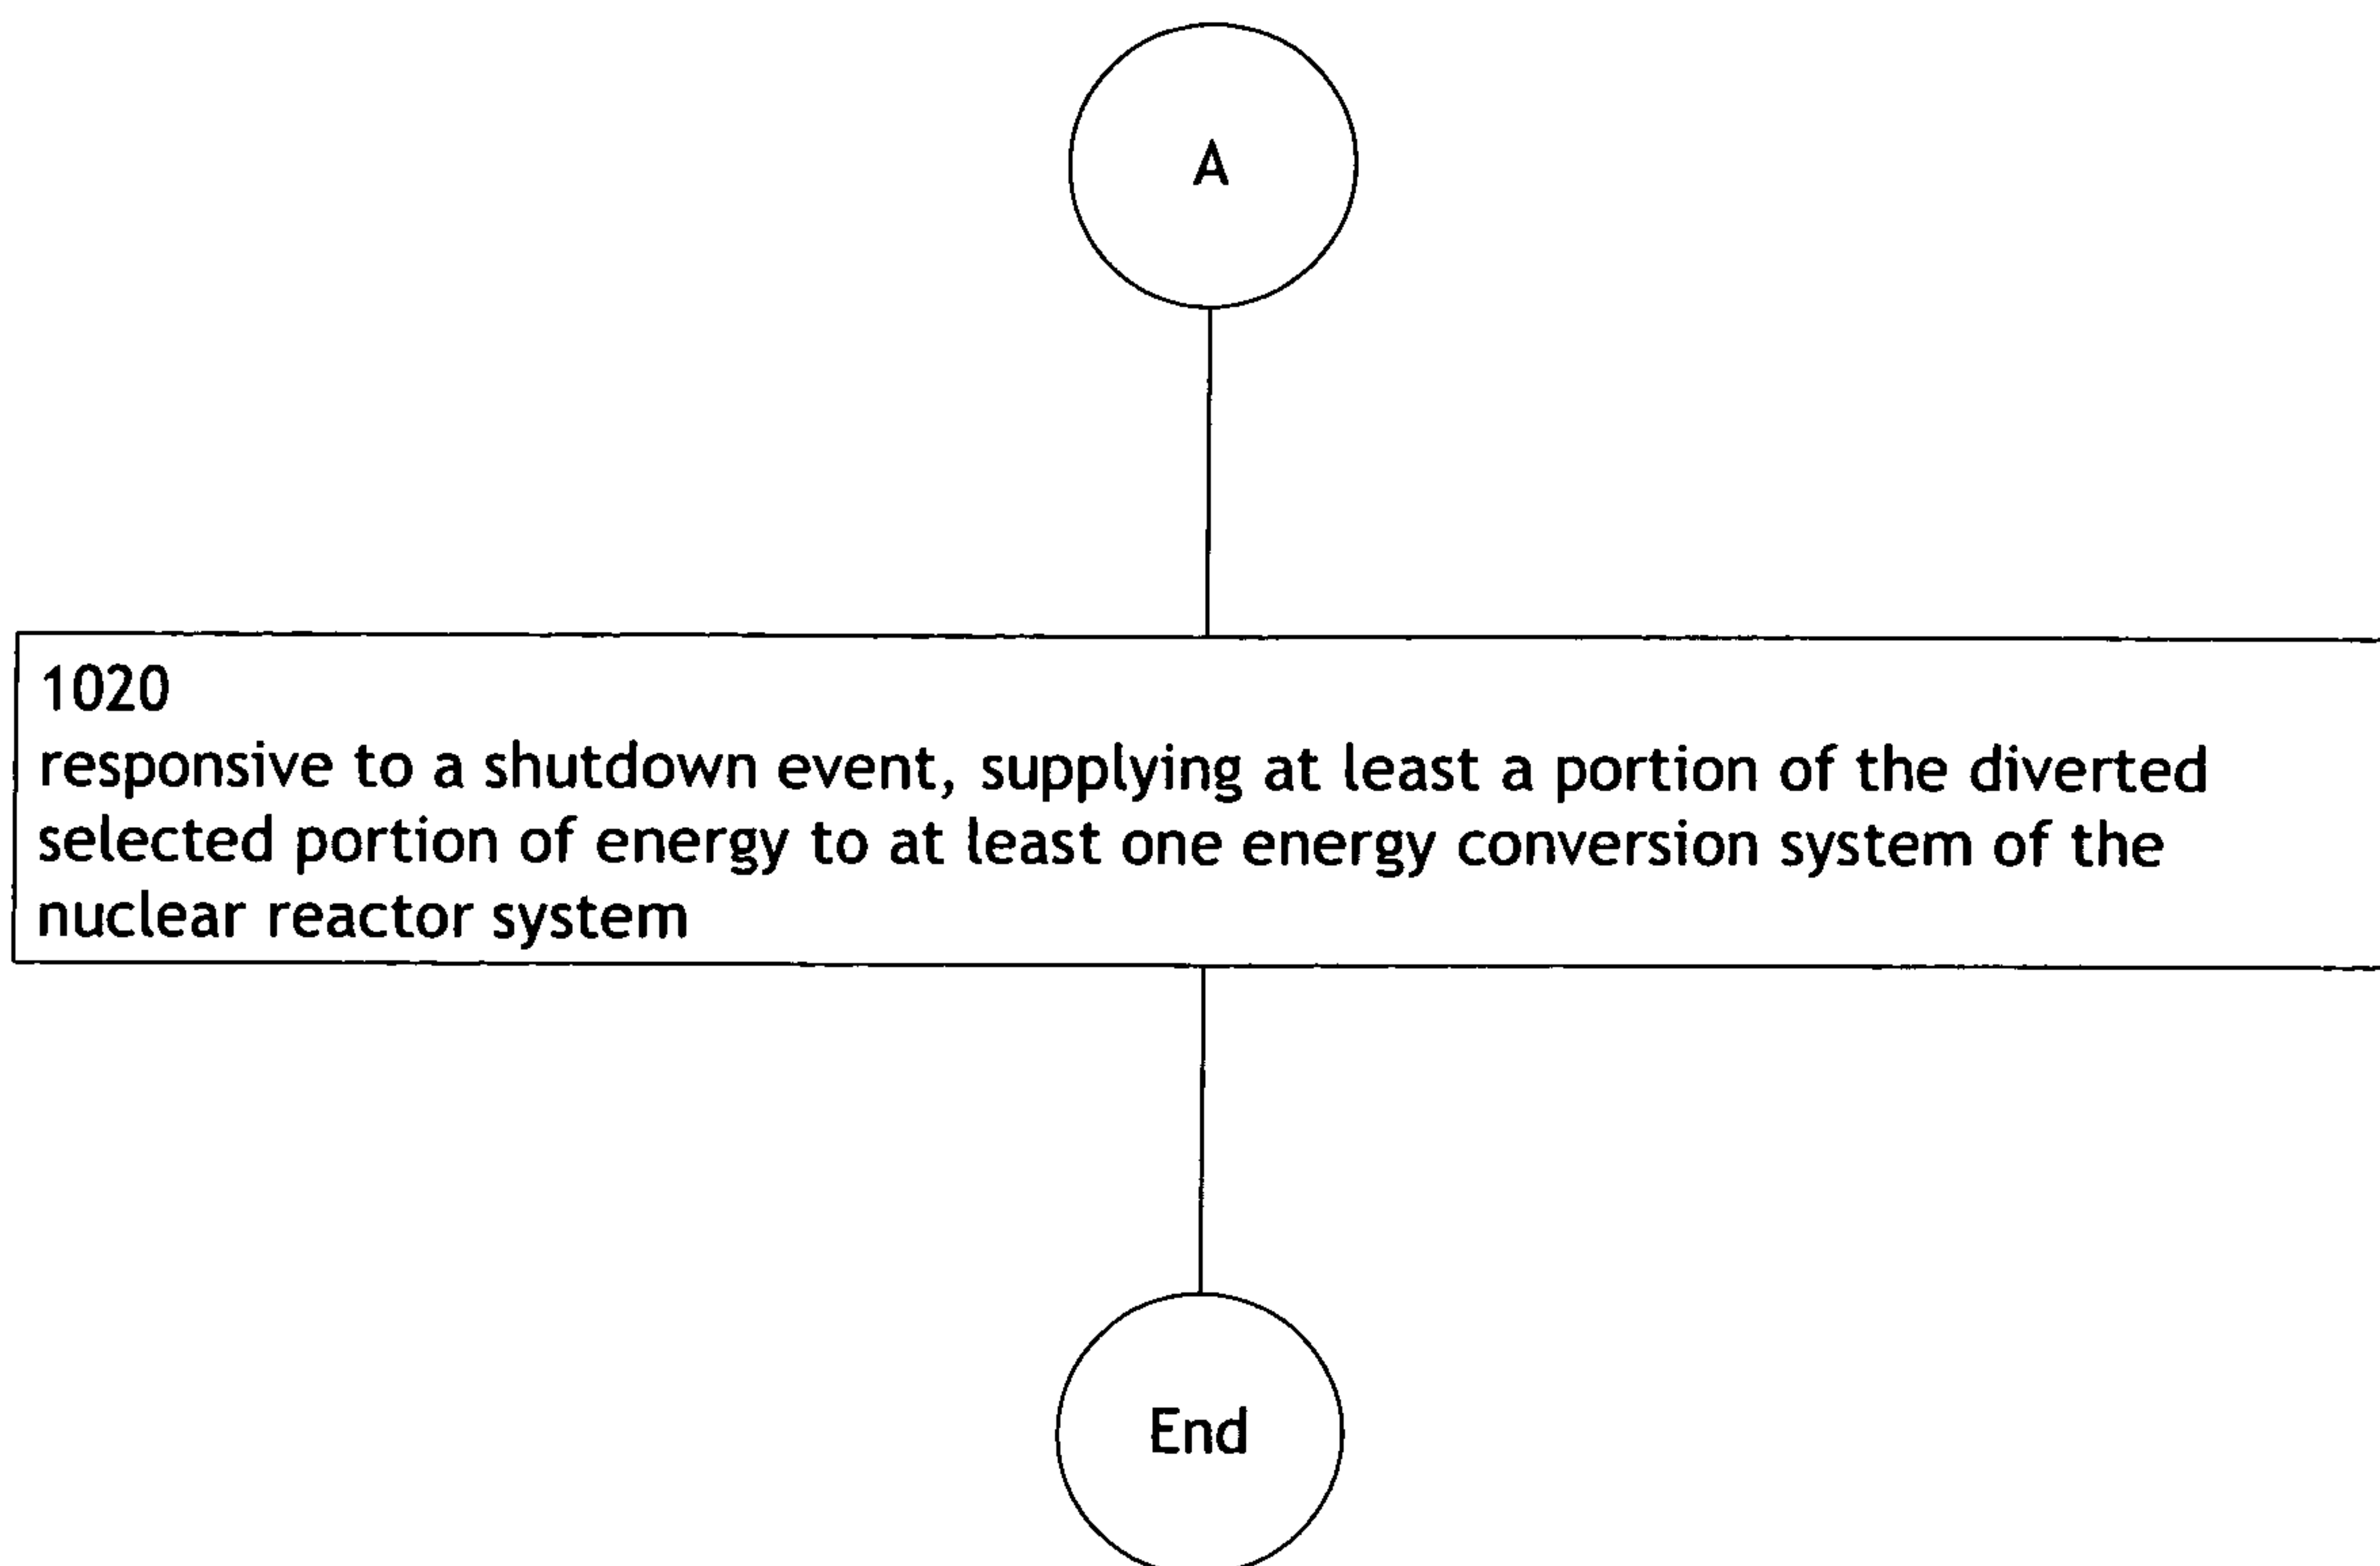 A
1020
responsive to a shutdown event, supplying at least a portion of the diverted
selected portion of energy to at least one energy conversion system of the
nuclear reactor system
End